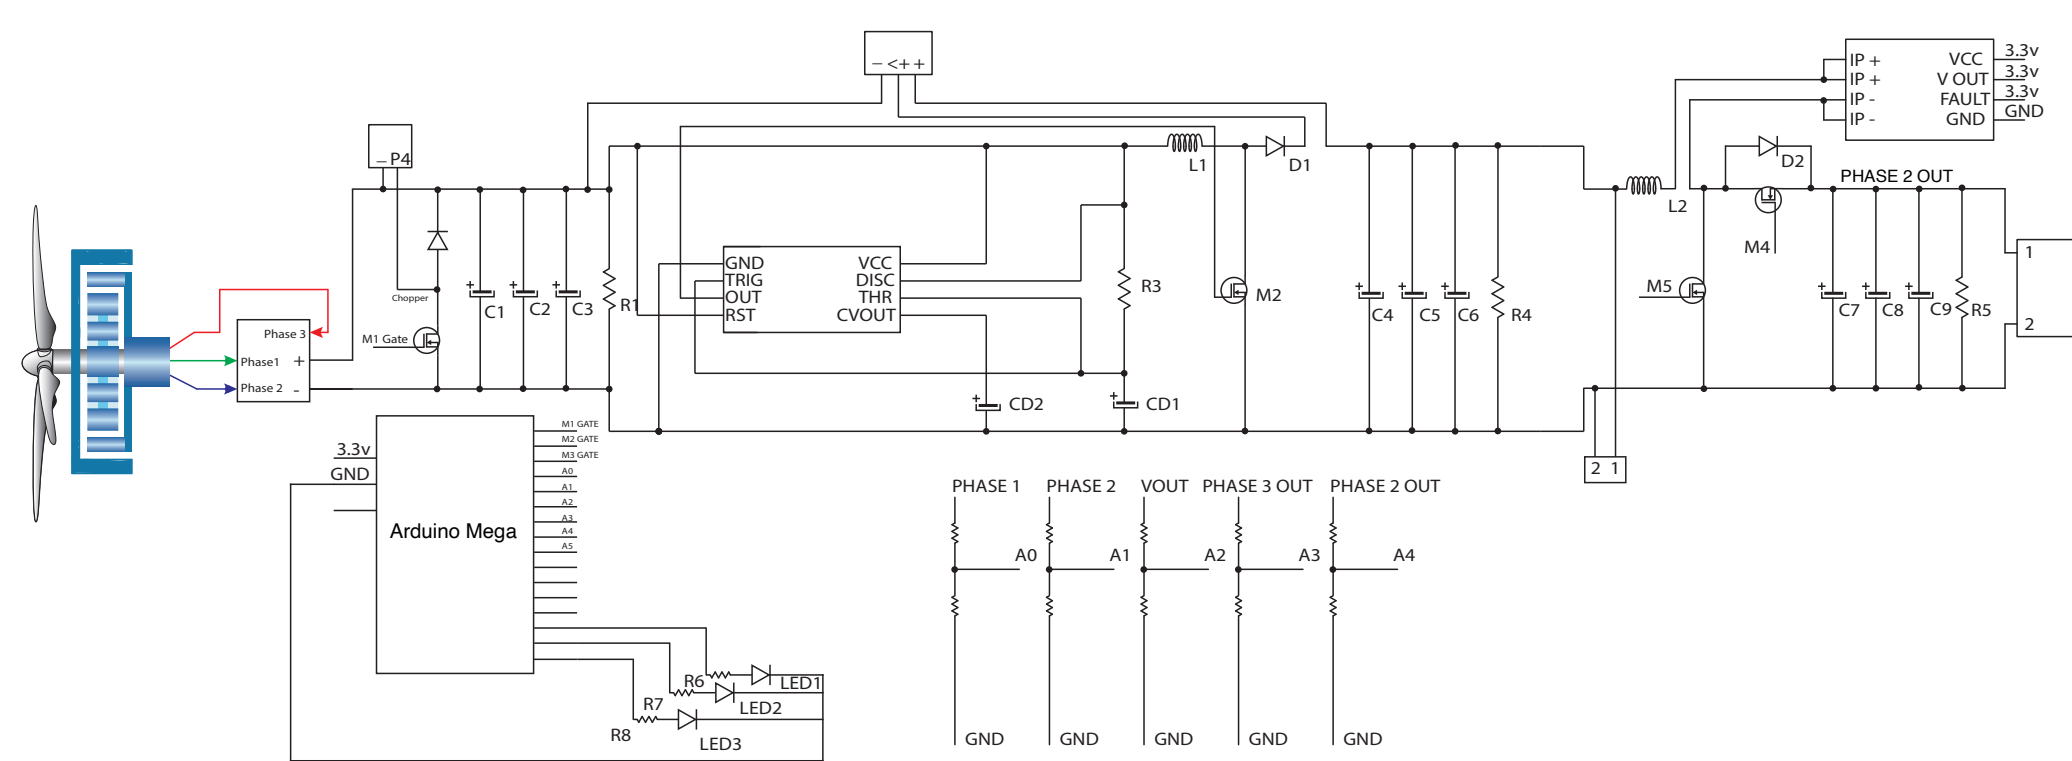 − <+ +
− P4
Chopper
M1 Gate
Phase 3
Phase1 +
Phase 2 -
C1
C2
C3
R1
GND VCC
TRIG DISC
OUT THR
RST CVOUT
CD2
CD1
R3
L1
D1
M2
C4
C5
C6
R4
L2
2 1
IP + VCC 3.3v
IP + V OUT 3.3v
IP - FAULT 3.3v
IP - GND GND
D2
PHASE 2 OUT
M4
M5
C7
C8
C9
R5
1
2
Arduino Mega
3.3v
GND
M1 GATE
M2 GATE
M3 GATE
A0
A1
A2
A3
A4
A5
R6
LED1
R7
LED2
R8
LED3
PHASE 1 PHASE 2 VOUT PHASE 3 OUT PHASE 2 OUT
A0 A1 A2 A3 A4
GND GND GND GND GND
+ + + + + + + + + + +